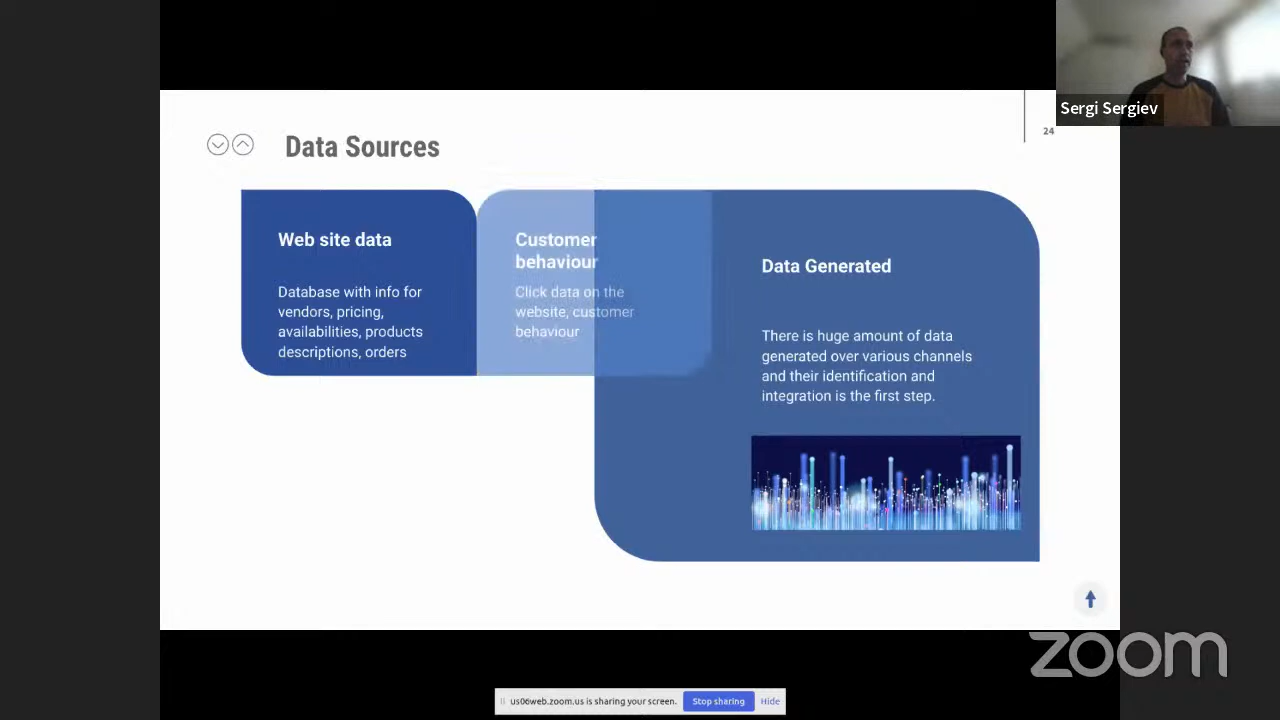 Sergi Sergiev
24
Data Sources
Web site data
Database with info for
vendors, pricing,
availabilities, products
descriptions, orders
Customer
behaviour
Click data on the
website, customer
behaviour
Data Generated
There is huge amount of data
generated over various channels
and their identification and
integration is the first step.
zoom
us06web.zoom.us is sharing your screen.
Stop sharing
Hide